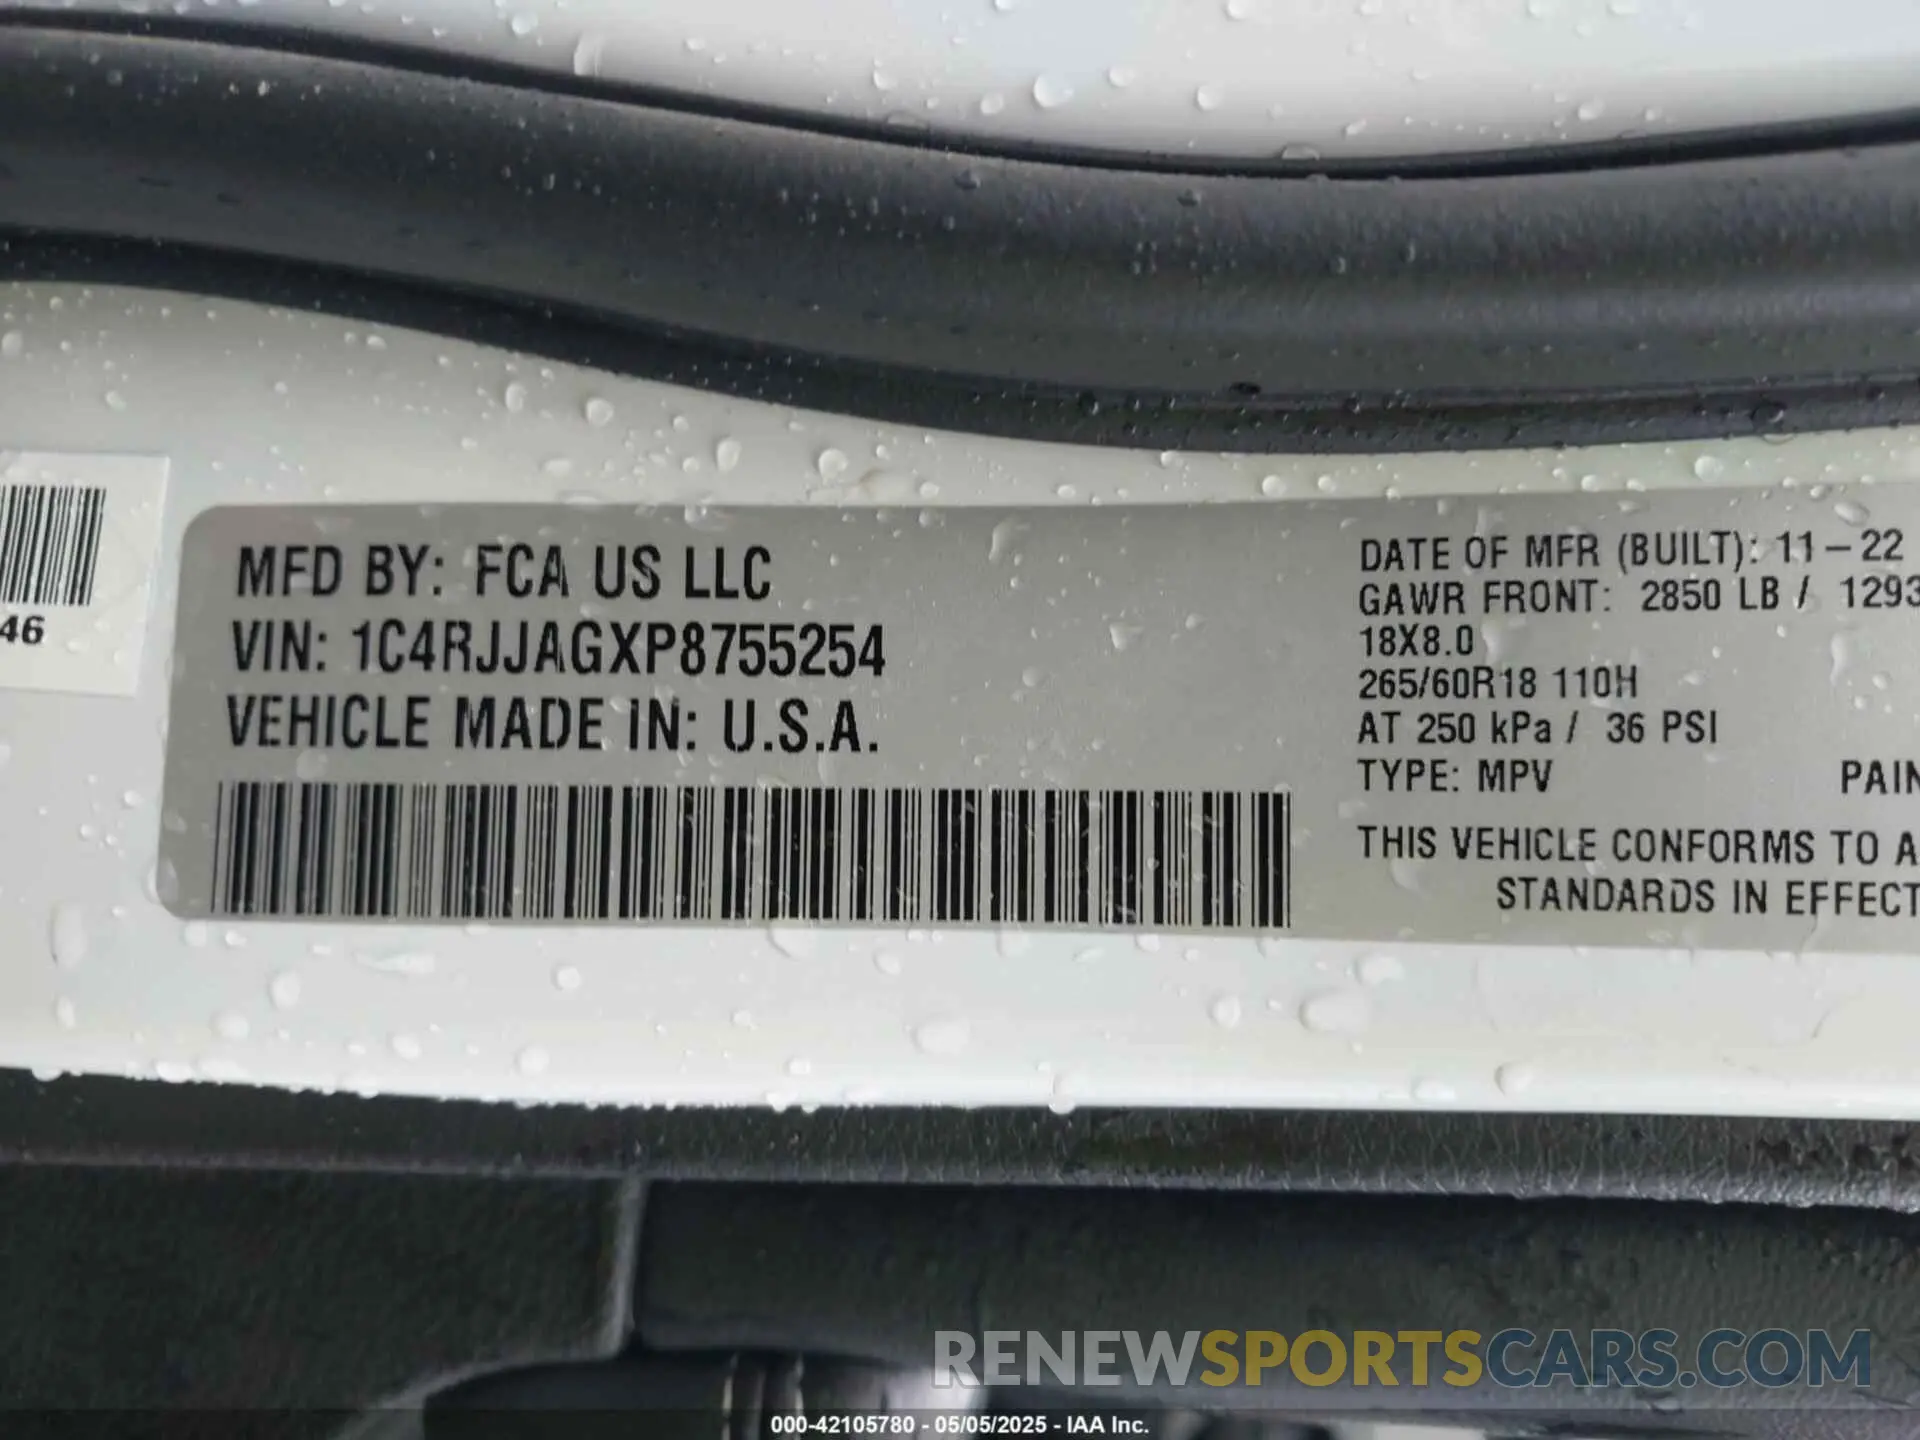 46
MFD BY: FCA US LLC
VIN: 1C4RJJAGXP8755254
VEHICLE MADE IN: U.S.A.
DATE OF MFR (BUILT): 11-22
GAWR FRONT: 2850 LB / 1293
18X8.0
265/60R18 110H
AT 250 kPa / 36 PSI
TYPE: MPV PAIN
THIS VEHICLE CONFORMS TO A
STANDARDS IN EFFECT
RENEWSPORTSCARS.COM
000-42105780 - 05/05/2025 - IAA Inc.